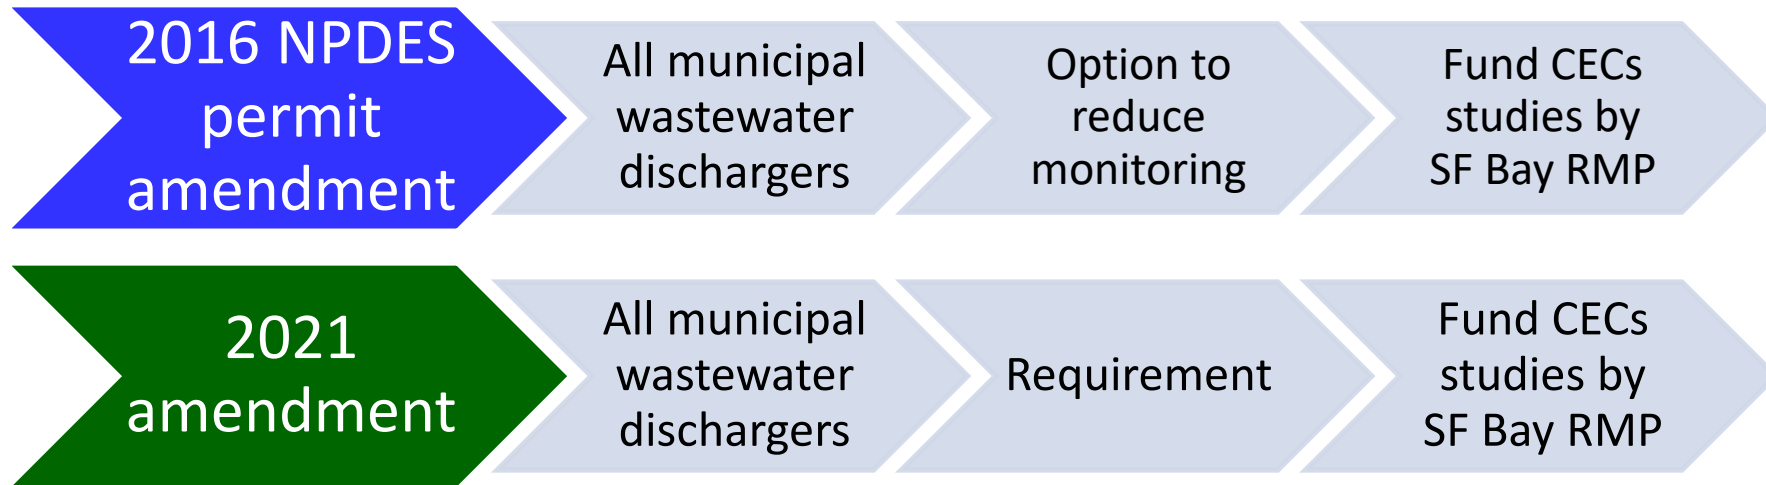 2016 NPDES
permit
amendment
All municipal
wastewater
dischargers
Option to
reduce
monitoring
Fund CECs
studies by
SF Bay RMP
2021
amendment
All municipal
wastewater
dischargers
Requirement
Fund CECs
studies by
SF Bay RMP